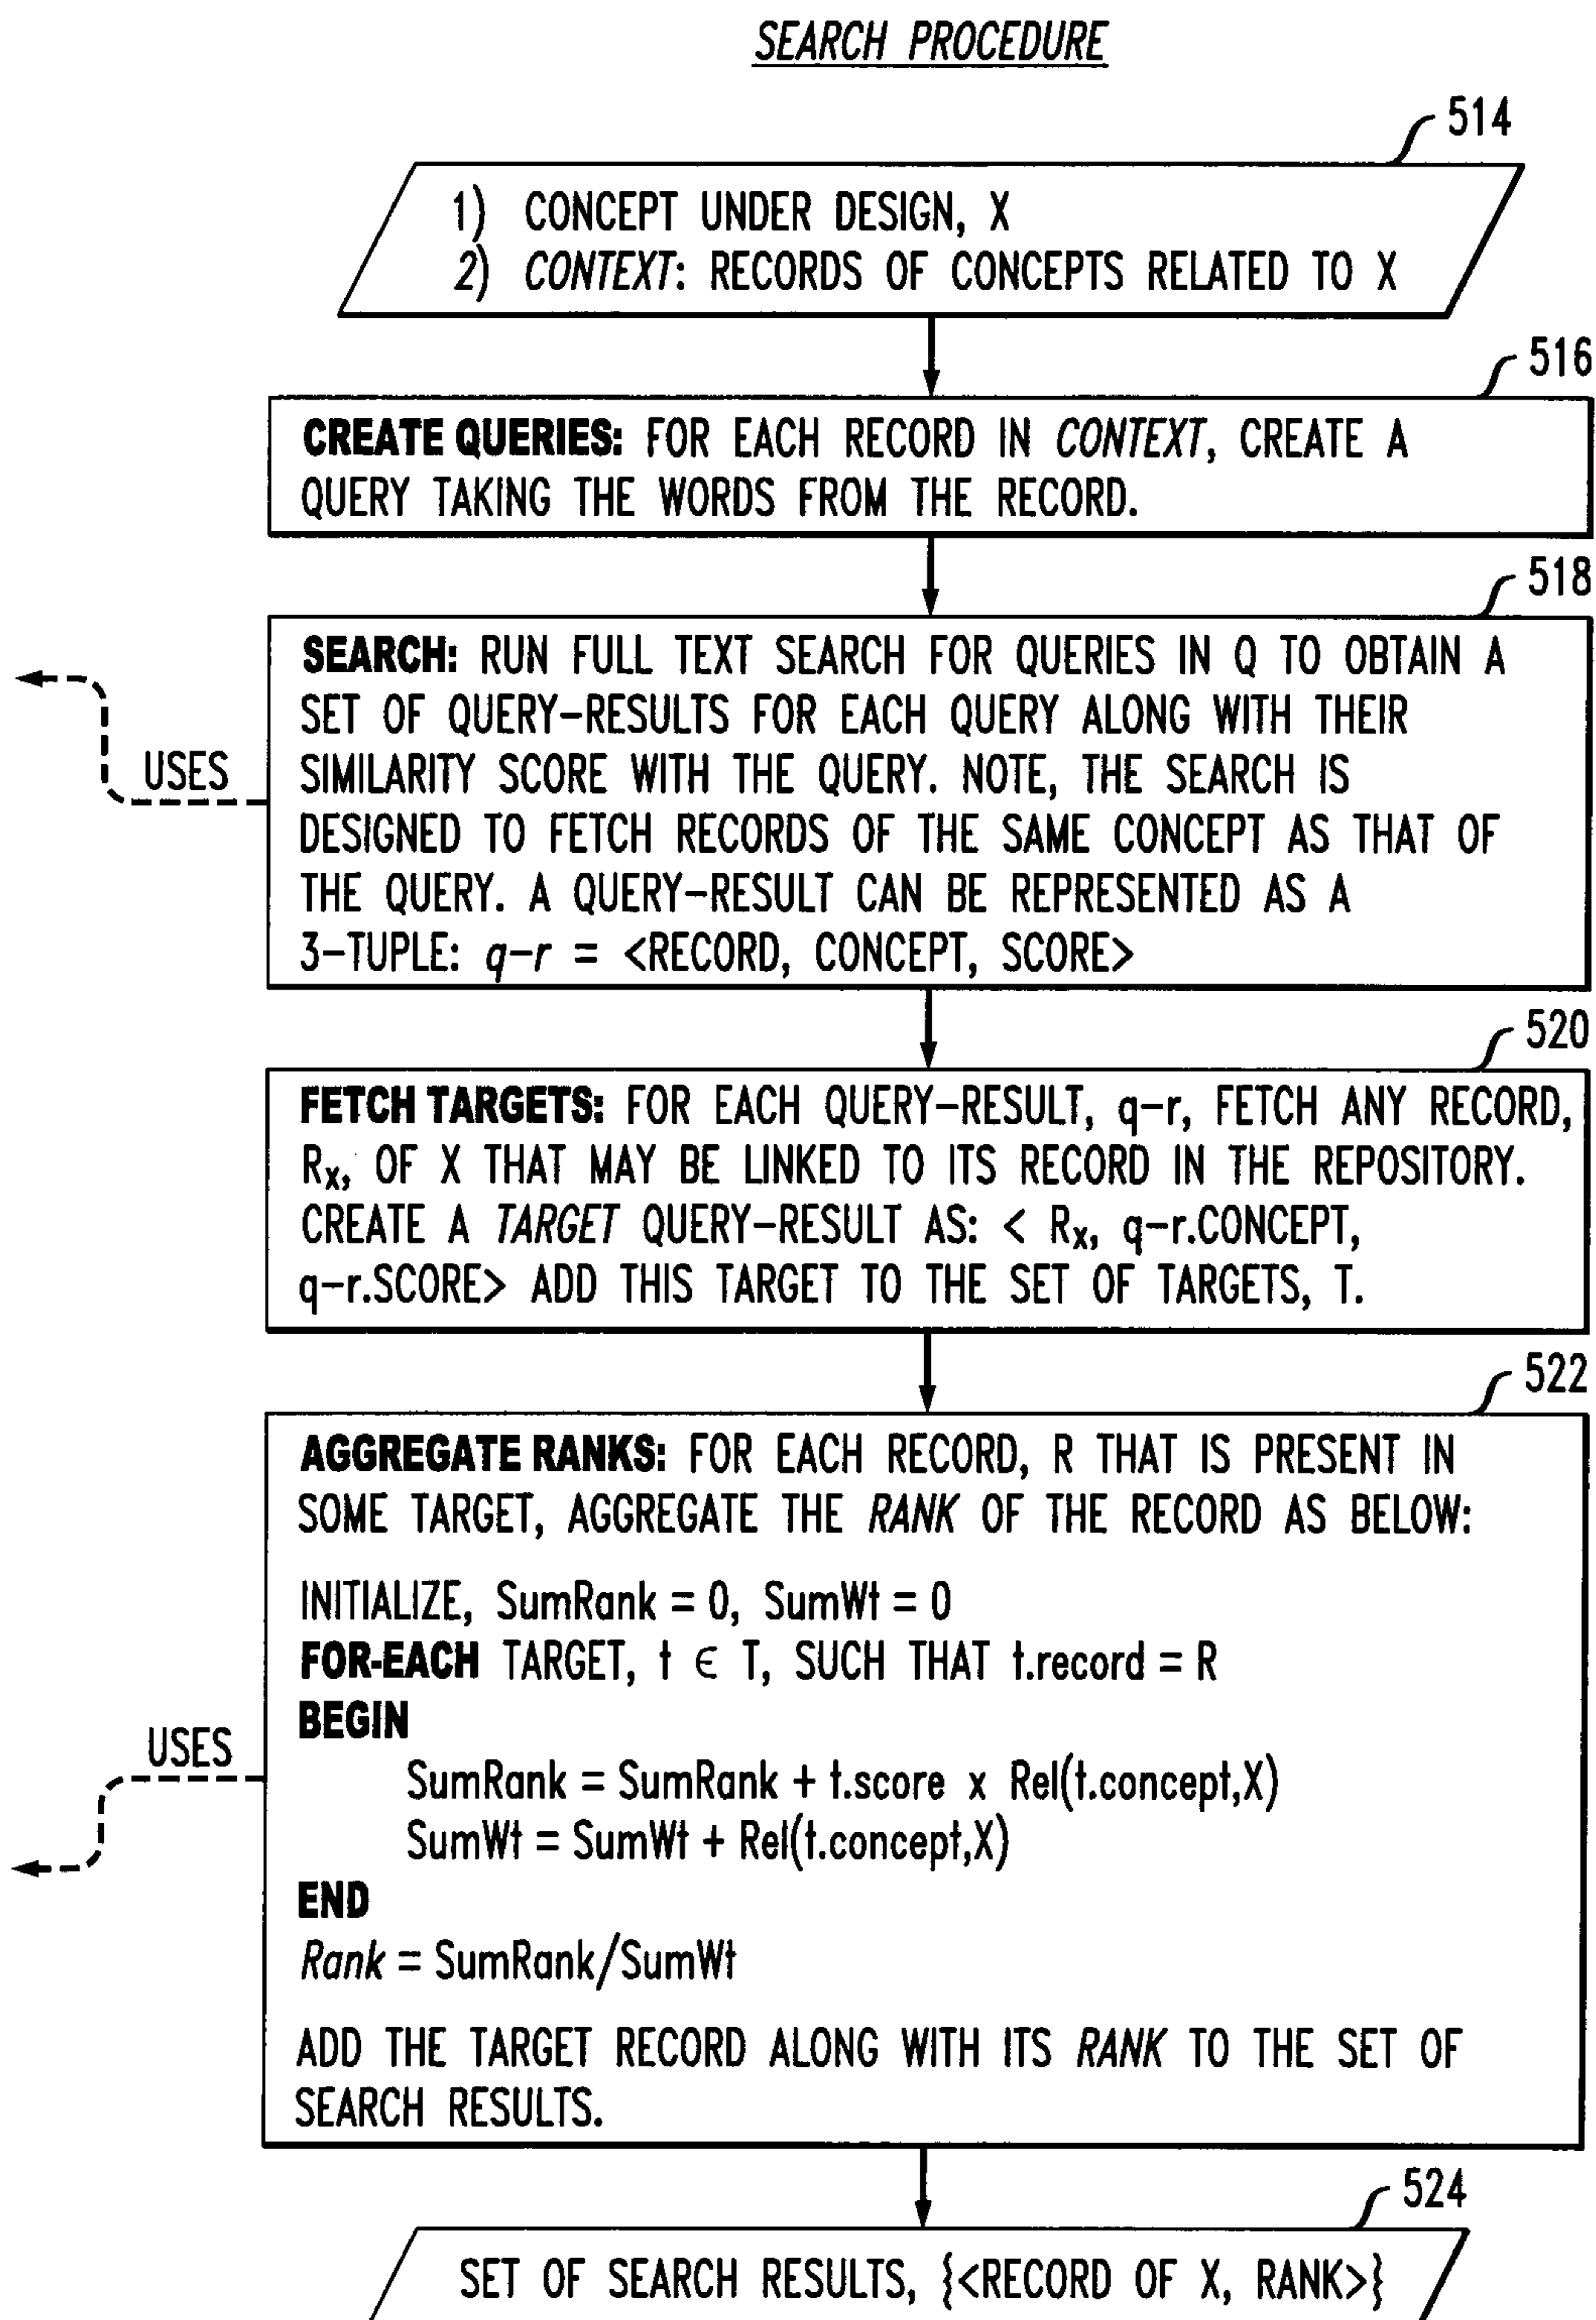 SEARCH PROCEDURE
514
1) CONCEPT UNDER DESIGN, X
2) CONTEXT: RECORDS OF CONCEPTS RELATED TO X
516
CREATE QUERIES: FOR EACH RECORD IN CONTEXT, CREATE A
QUERY TAKING THE WORDS FROM THE RECORD.
518
SEARCH: RUN FULL TEXT SEARCH FOR QUERIES IN Q TO OBTAIN A
SET OF QUERY-RESULTS FOR EACH QUERY ALONG WITH THEIR
SIMILARITY SCORE WITH THE QUERY. NOTE, THE SEARCH IS
DESIGNED TO FETCH RECORDS OF THE SAME CONCEPT AS THAT OF
THE QUERY. A QUERY-RESULT CAN BE REPRESENTED AS A
3-TUPLE: q-r = <RECORD, CONCEPT, SCORE>
USES
520
FETCH TARGETS: FOR EACH QUERY-RESULT, q-r, FETCH ANY RECORD,
Rx, OF X THAT MAY BE LINKED TO ITS RECORD IN THE REPOSITORY.
CREATE A TARGET QUERY-RESULT AS: < Rx, q-r.CONCEPT,
q-r.SCORE> ADD THIS TARGET TO THE SET OF TARGETS, T.
522
AGGREGATE RANKS: FOR EACH RECORD, R THAT IS PRESENT IN
SOME TARGET, AGGREGATE THE RANK OF THE RECORD AS BELOW:
INITIALIZE, SumRank = 0, SumWt = 0
FOR-EACH TARGET, t ∈ T, SUCH THAT t.record = R
BEGIN
USES
SumRank = SumRank + t.score x Rel(t.concept,X)
SumWt = SumWt + Rel(t.concept,X)
END
Rank = SumRank/SumWt
ADD THE TARGET RECORD ALONG WITH ITS RANK TO THE SET OF
SEARCH RESULTS.
524
SET OF SEARCH RESULTS, {<RECORD OF X, RANK>}